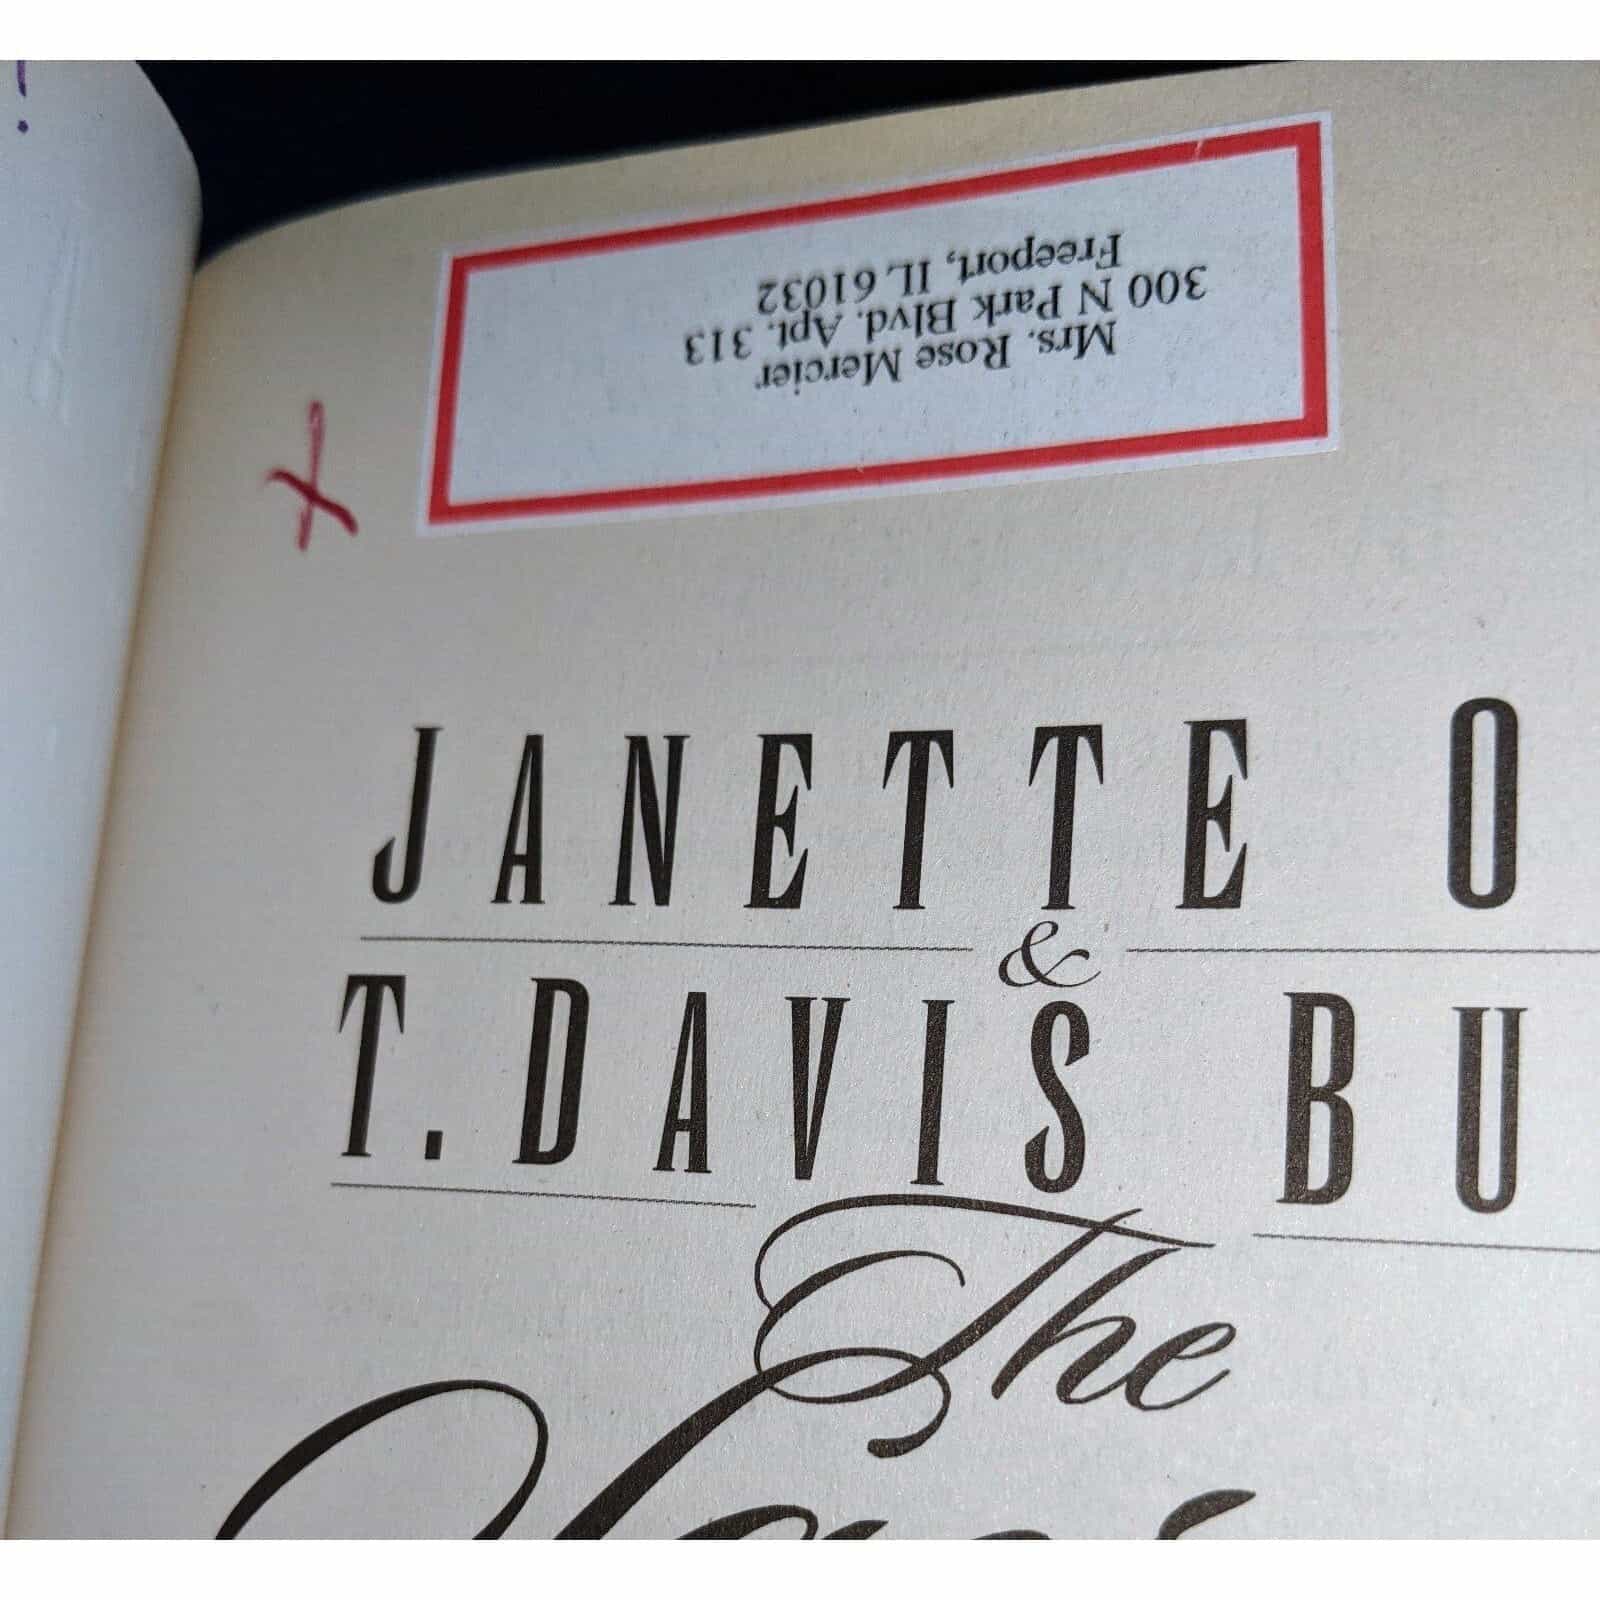 Mrs. Rose Mercier
300 N Park Blvd. Apt. 313
Freeport, IL 61032
JANETTE O
&
T. DAVIS BU
The